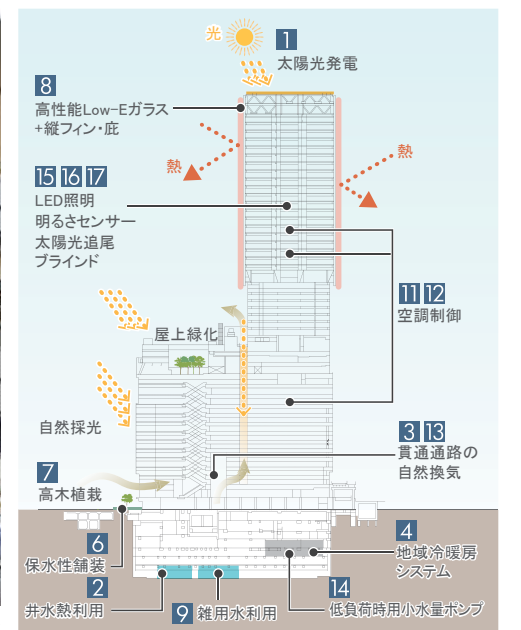 光
1
太陽光発電
8
高性能Low-Eガラス
+縦フィン・庇
熱
熱
15 16 17
LED照明
明るさセンサー
太陽光追尾
ブラインド
11 12
空調制御
屋上緑化
自然採光
3 13
貫通通路の
自然換気
7
高木植栽
6
保水性舗装
4
地域冷暖房
システム
2
井水熱利用
9 雑用水利用
14
低負荷時用小水量ポンプ